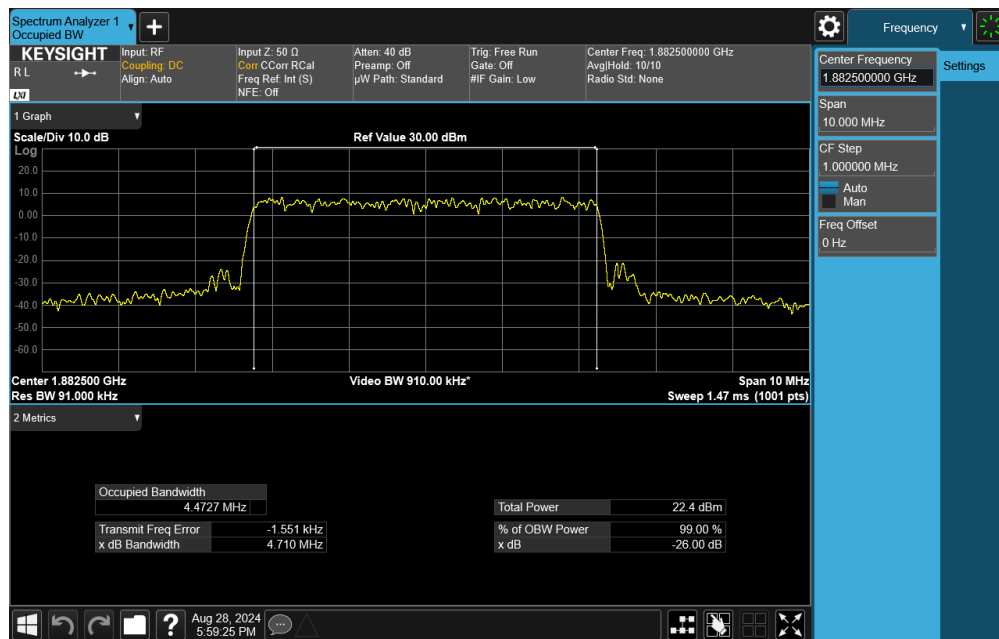 Spectrum Analyzer 1
Occupied BW
Frequency
KEYSIGHT
R L
LXI
Input: RF
Coupling: DC
Align: Auto
Input Z: 50 Ω
Corr CCorr RCal
Freq Ref: Int (S)
NFE: Off
Atten: 40 dB
Preamp: Off
µW Path: Standard
Trig: Free Run
Gate: Off
#IF Gain: Low
Center Freq: 1.882500000 GHz
Avg|Hold: 10/10
Radio Std: None
Center Frequency
1.882500000 GHz
Settings
Span
10.000 MHz
CF Step
1.000000 MHz
Auto
Man
Freq Offset
0 Hz
1 Graph
Scale/Div 10.0 dB
Ref Value 30.00 dBm
Log
20.0
10.0
0.00
-10.0
-20.0
-30.0
-40.0
-50.0
-60.0
Center 1.882500 GHz
Video BW 910.00 kHz*
Span 10 MHz
Res BW 91.000 kHz
Sweep 1.47 ms (1001 pts)
2 Metrics
Occupied Bandwidth
4.4727 MHz
Total Power 22.4 dBm
Transmit Freq Error -1.551 kHz
% of OBW Power 99.00 %
x dB Bandwidth 4.710 MHz
x dB -26.00 dB
?
Aug 28, 2024
5:59:25 PM